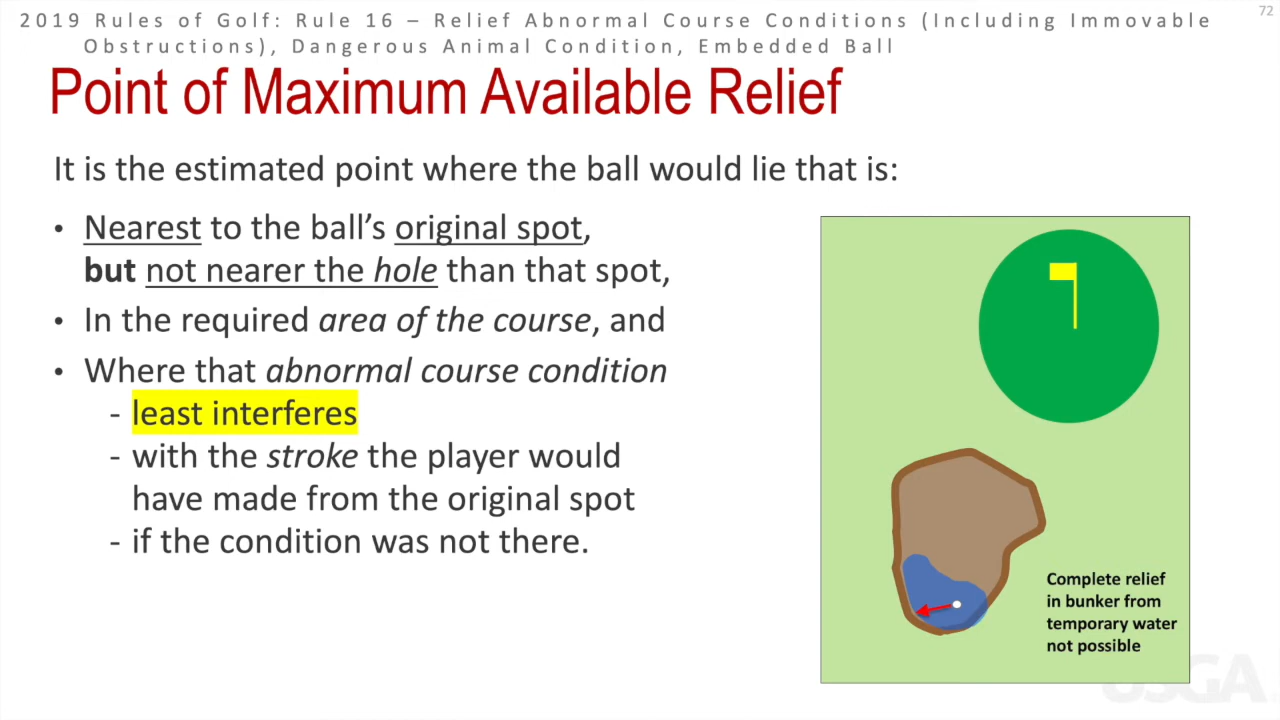 72
2019 Rules of Golf: Rule 16 – Relief Abnormal Course Conditions (Including Immovable
Obstructions), Dangerous Animal Condition, Embedded Ball
Point of Maximum Available Relief
It is the estimated point where the ball would lie that is:
• Nearest to the ball’s original spot,
but not nearer the hole than that spot,
• In the required area of the course, and
• Where that abnormal course condition
- least interferes
- with the stroke the player would
have made from the original spot
- if the condition was not there.
Complete relief
in bunker from
temporary water
not possible
USGA